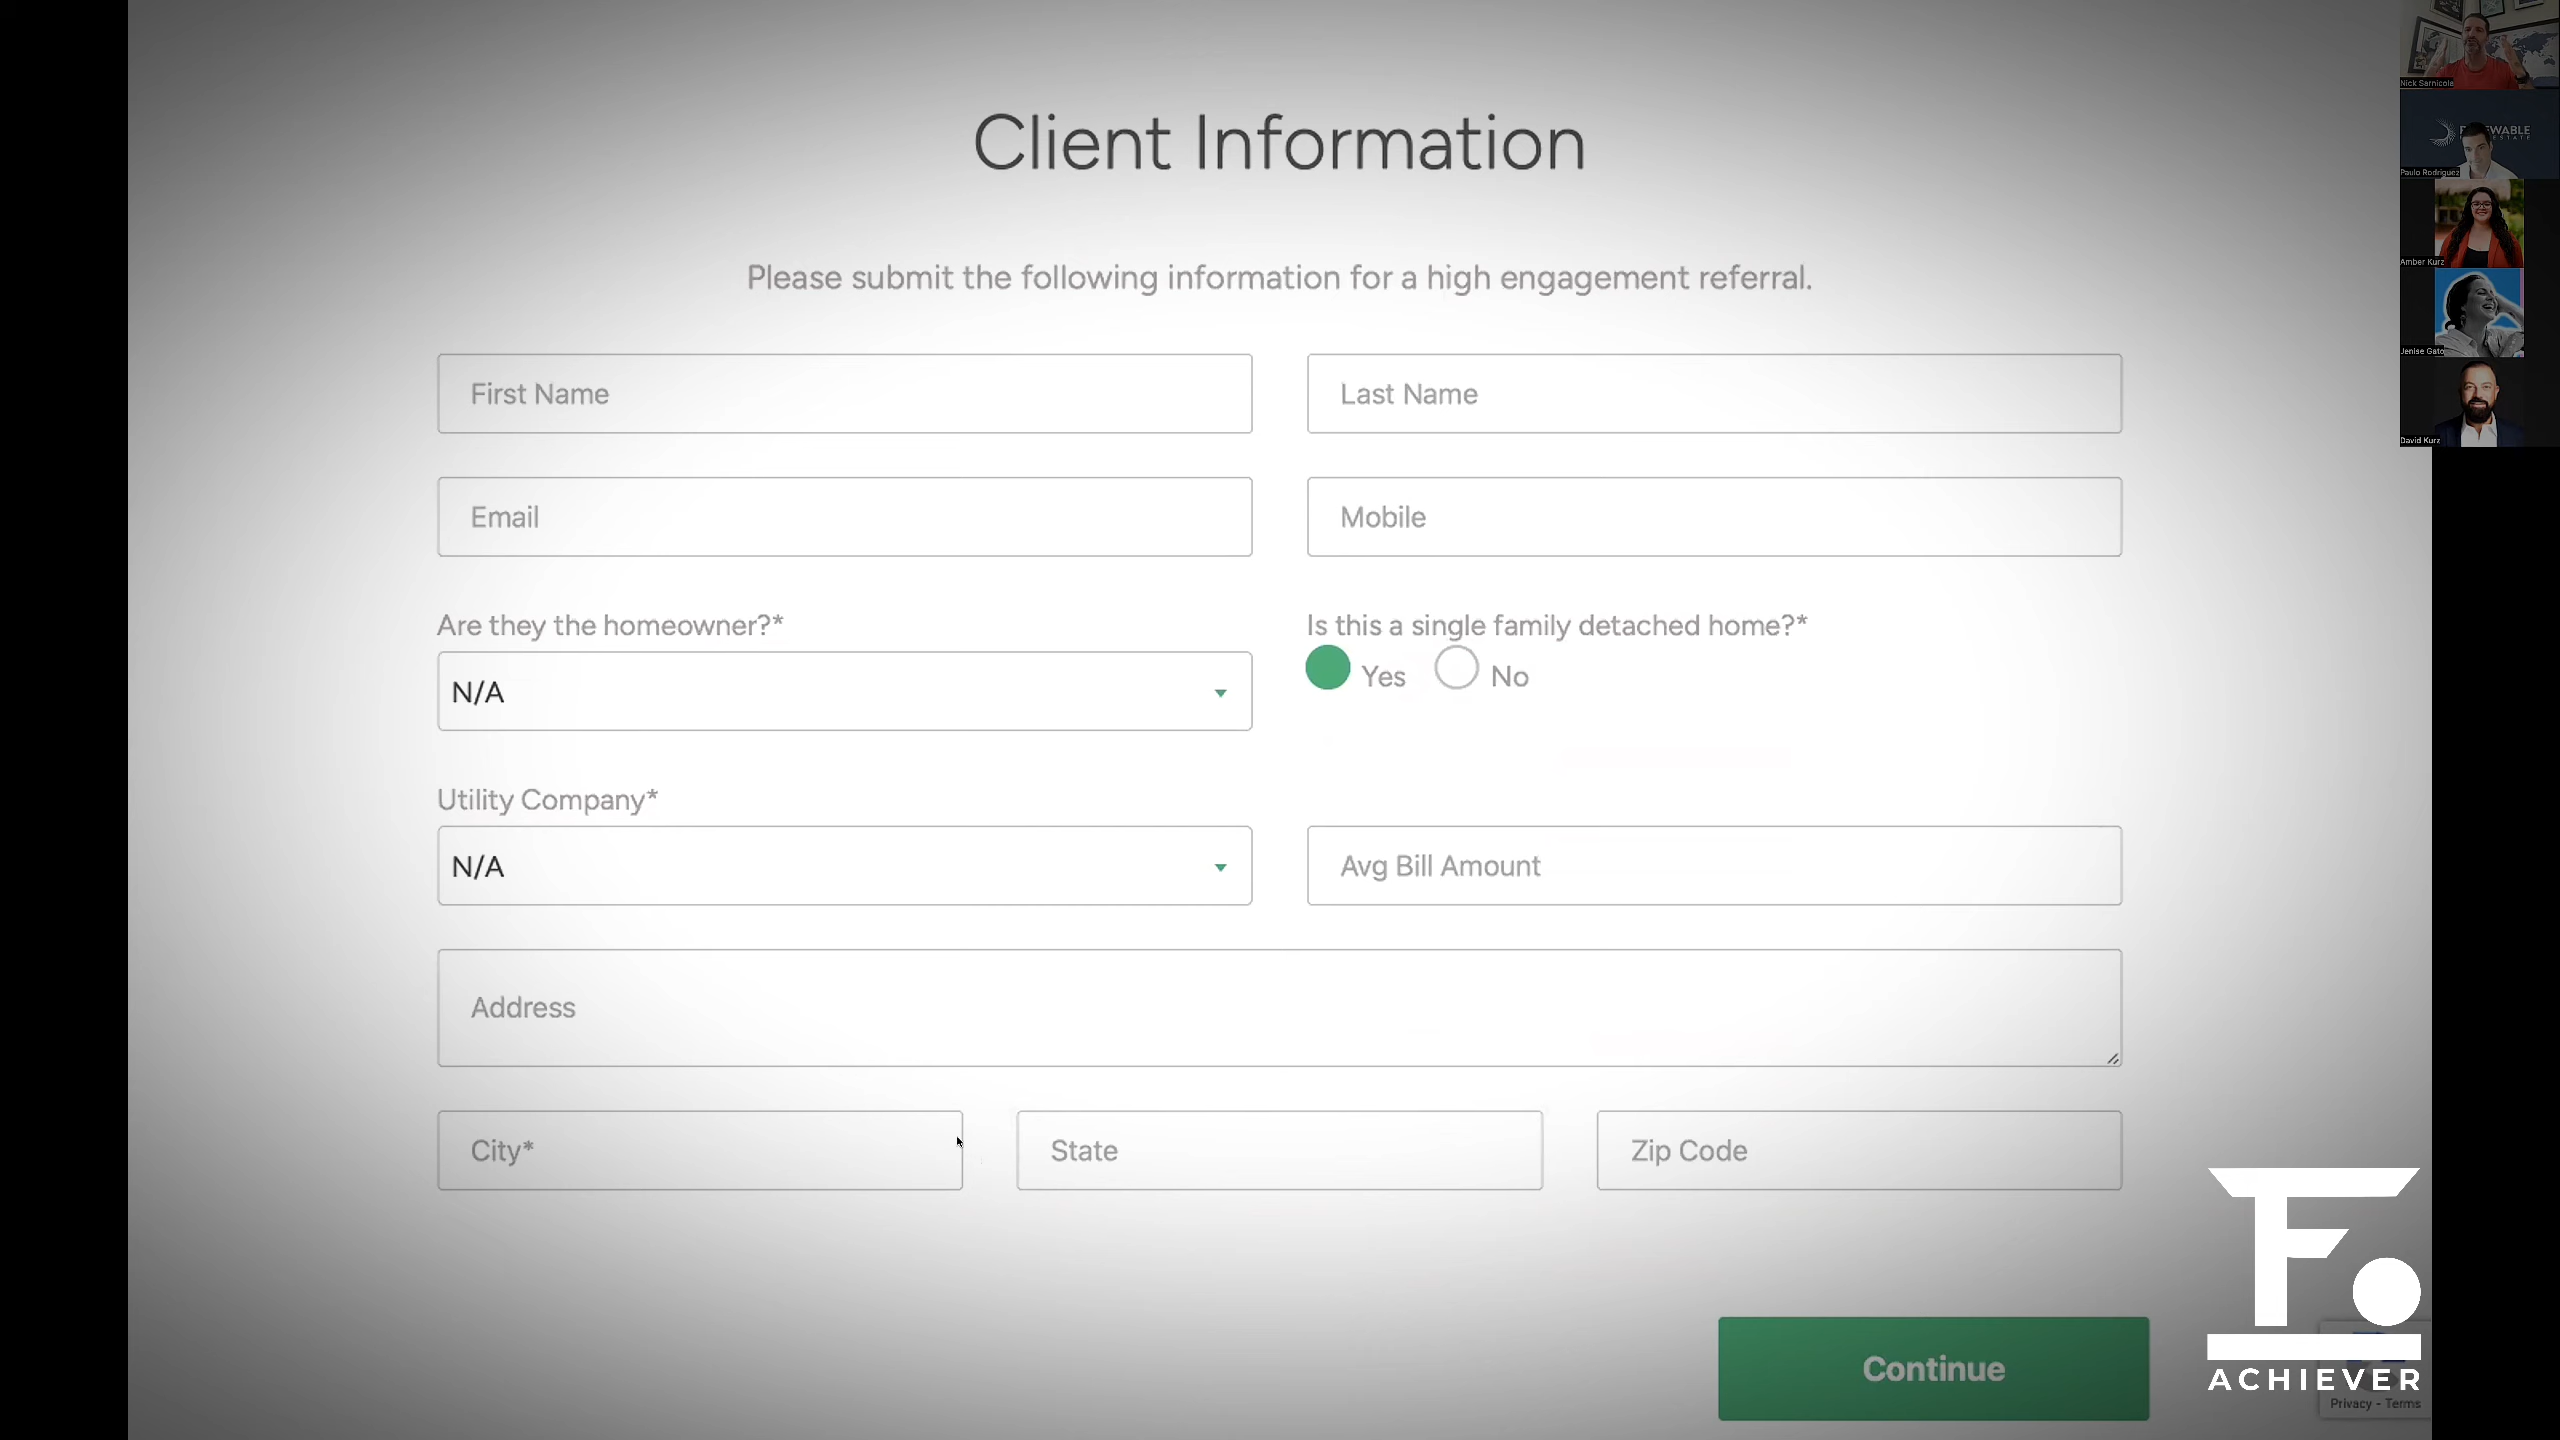 Client Information
Please submit the following information for a high engagement referral.
First Name
Last Name
Email
Mobile
Are they the homeowner?*
Is this a single family detached home?*
N/A
Yes
No
Utility Company*
N/A
Avg Bill Amount
Address
City*
State
Zip Code
Continue
ACHIEVER
Privacy - Terms
Nick Sarnicola
Paulo Rodriguez
Amber Kurz
Jenise Gato
David Kurz